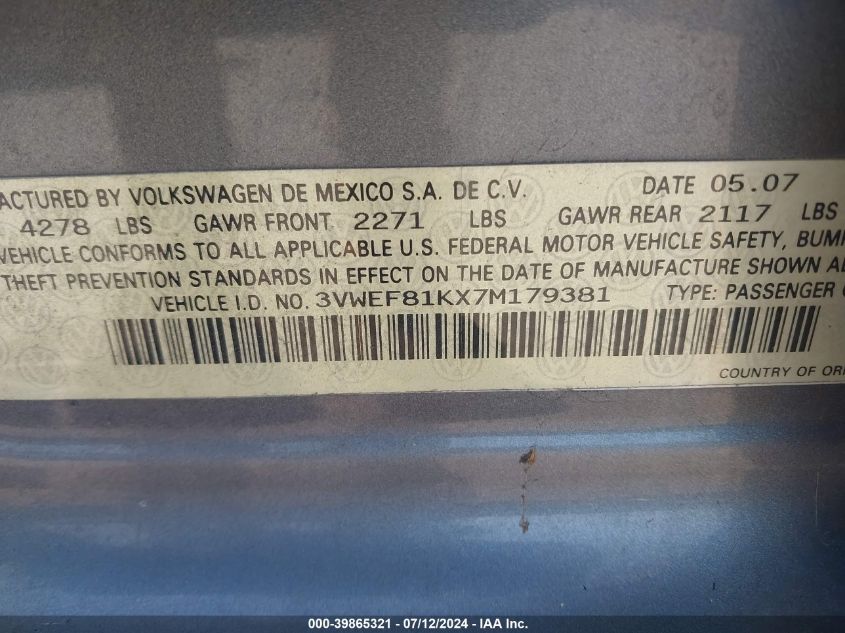 ACTURED BY VOLKSWAGEN DE MEXICO S.A. DE C.V. DATE 05.07
4278 LBS GAWR FRONT 2271 LBS GAWR REAR 2117 LBS
VEHICLE CONFORMS TO ALL APPLICABLE U.S. FEDERAL MOTOR VEHICLE SAFETY, BUMP
THEFT PREVENTION STANDARDS IN EFFECT ON THE DATE OF MANUFACTURE SHOWN A
VEHICLE I.D. NO. 3VWEF81KX7M179381 TYPE: PASSENGER
COUNTRY OF ORI
000-39865321 - 07/12/2024 - IAA Inc.